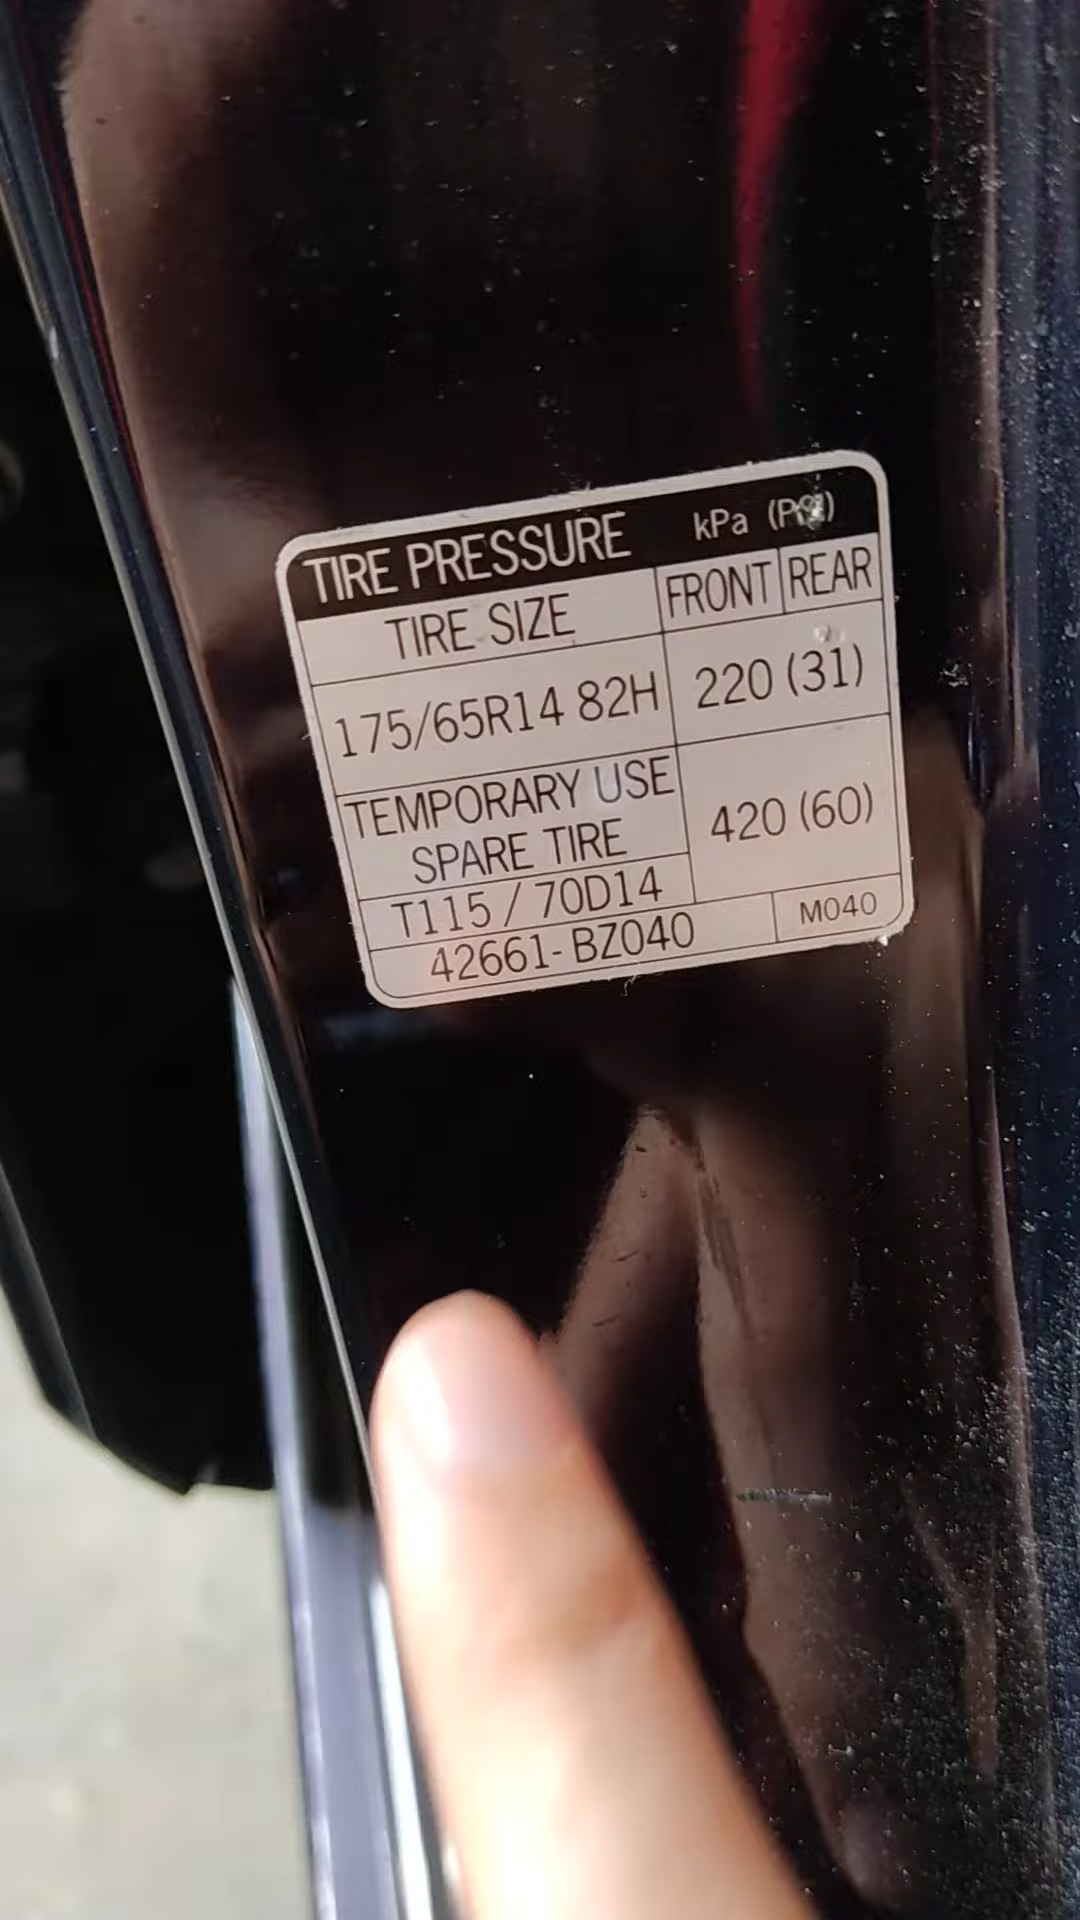 TIRE PRESSURE kPa (PSI)
TIRE SIZE FRONT REAR
175/65R14 82H 220 (31)
TEMPORARY USE
SPARE TIRE 420 (60)
T115/70D14
42661-BZ040 M040